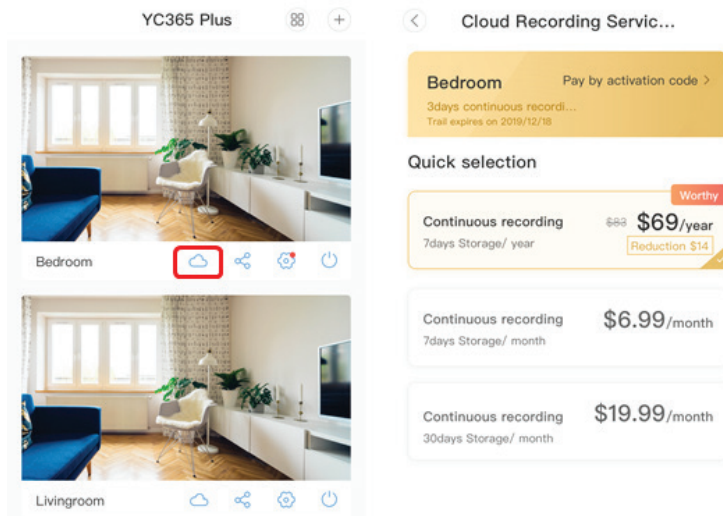 YC365 Plus
Bedroom
Livingroom
Cloud Recording Servic...
Bedroom
Pay by activation code >
3days continuous recordi...
Trail expires on 2019/12/18
Quick selection
Worthy
Continuous recording
$83 $69/year
7days Storage/ year
Reduction $14
Continuous recording
$6.99/month
7days Storage/ month
Continuous recording
$19.99/month
30days Storage/ month